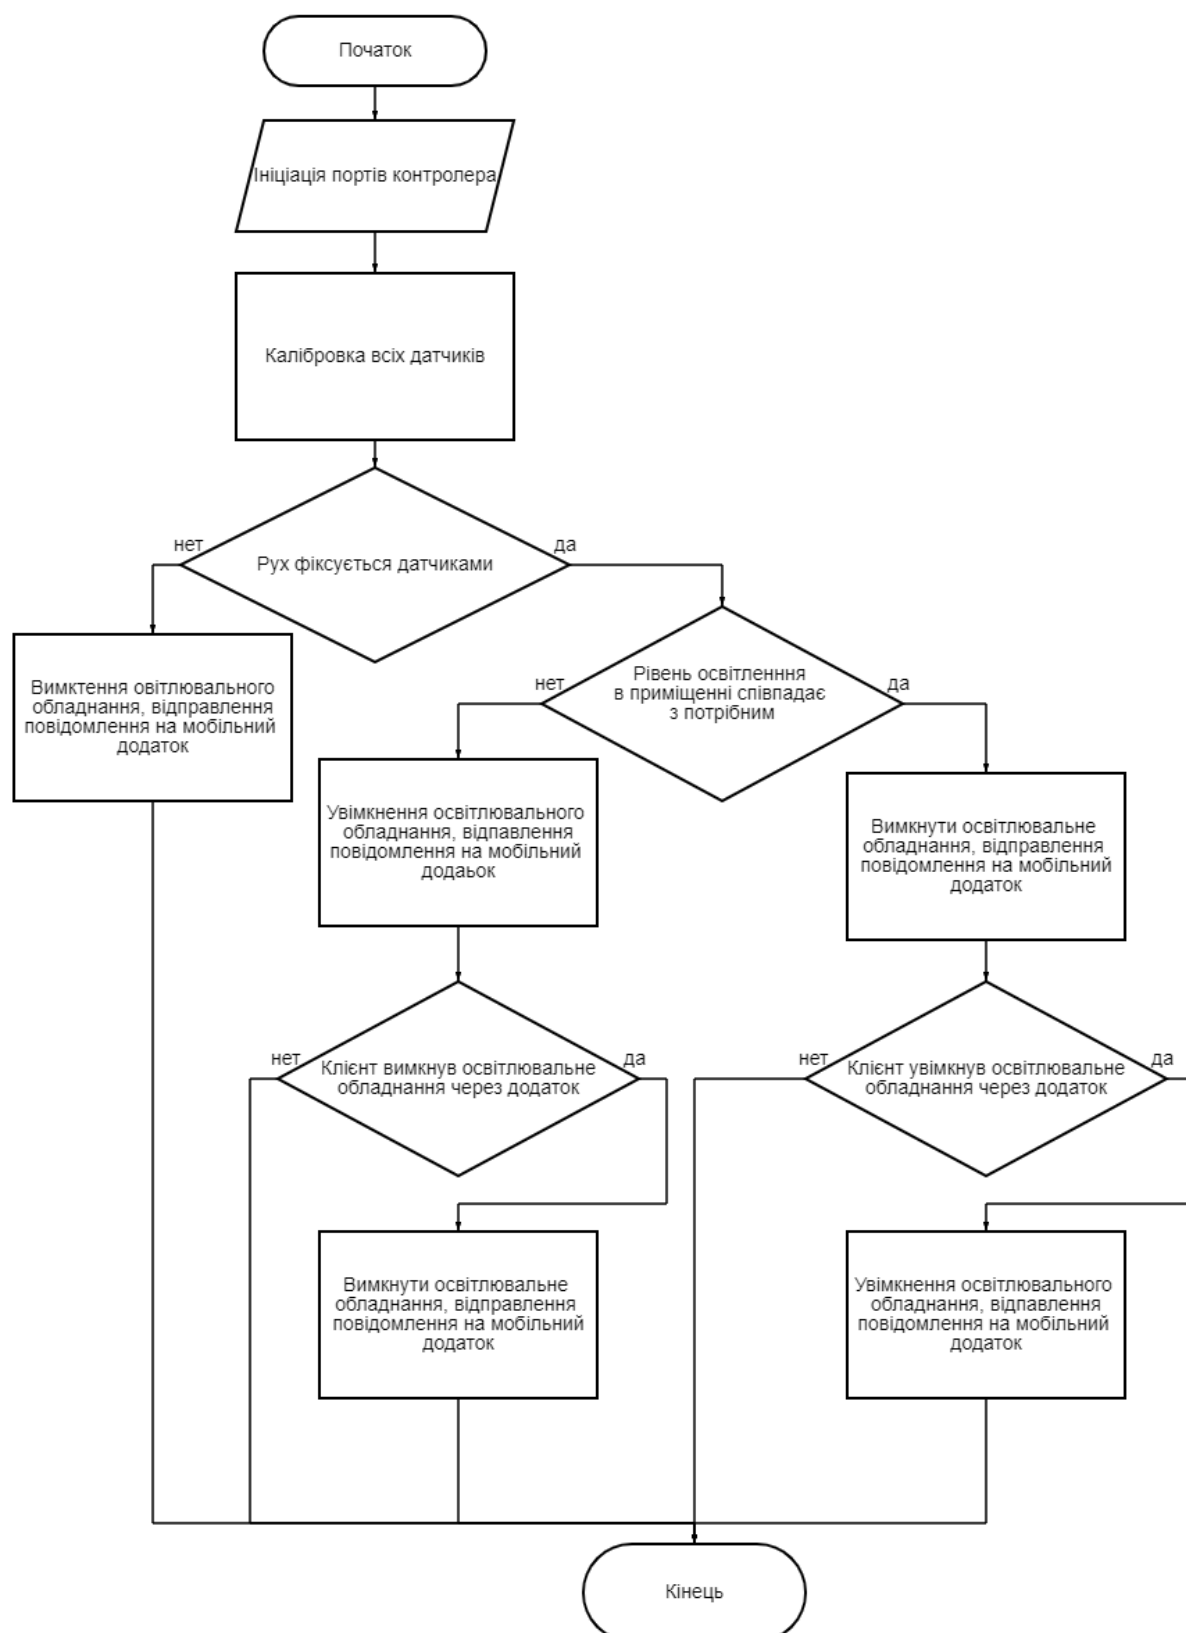 Початок
Ініціація портів контролера
Калібровка всіх датчиків
нет
да
Рух фіксується датчиками
Вимктення овітлювального
обладнання, відправлення
повідомлення на мобільний
додаток
нет
да
Рівень освітленння
в приміщенні співпадає
з потрібним
Увімкнення освітлювального
обладнання, відпавлення
повідомлення на мобільний
додаьок
Вимкнути освітлювальне
обладнання, відправлення
повідомлення на мобільний
додаток
нет
да
Клієнт вимкнув освітлювальне
обладнання через додаток
нет
да
Клієнт увімкнув освітлювальне
обладнання через додаток
Вимкнути освітлювальне
обладнання, відправлення
повідомлення на мобільний
додаток
Увімкнення освітлювального
обладнання, відпавлення
повідомлення на мобільний
додаток
Кінець